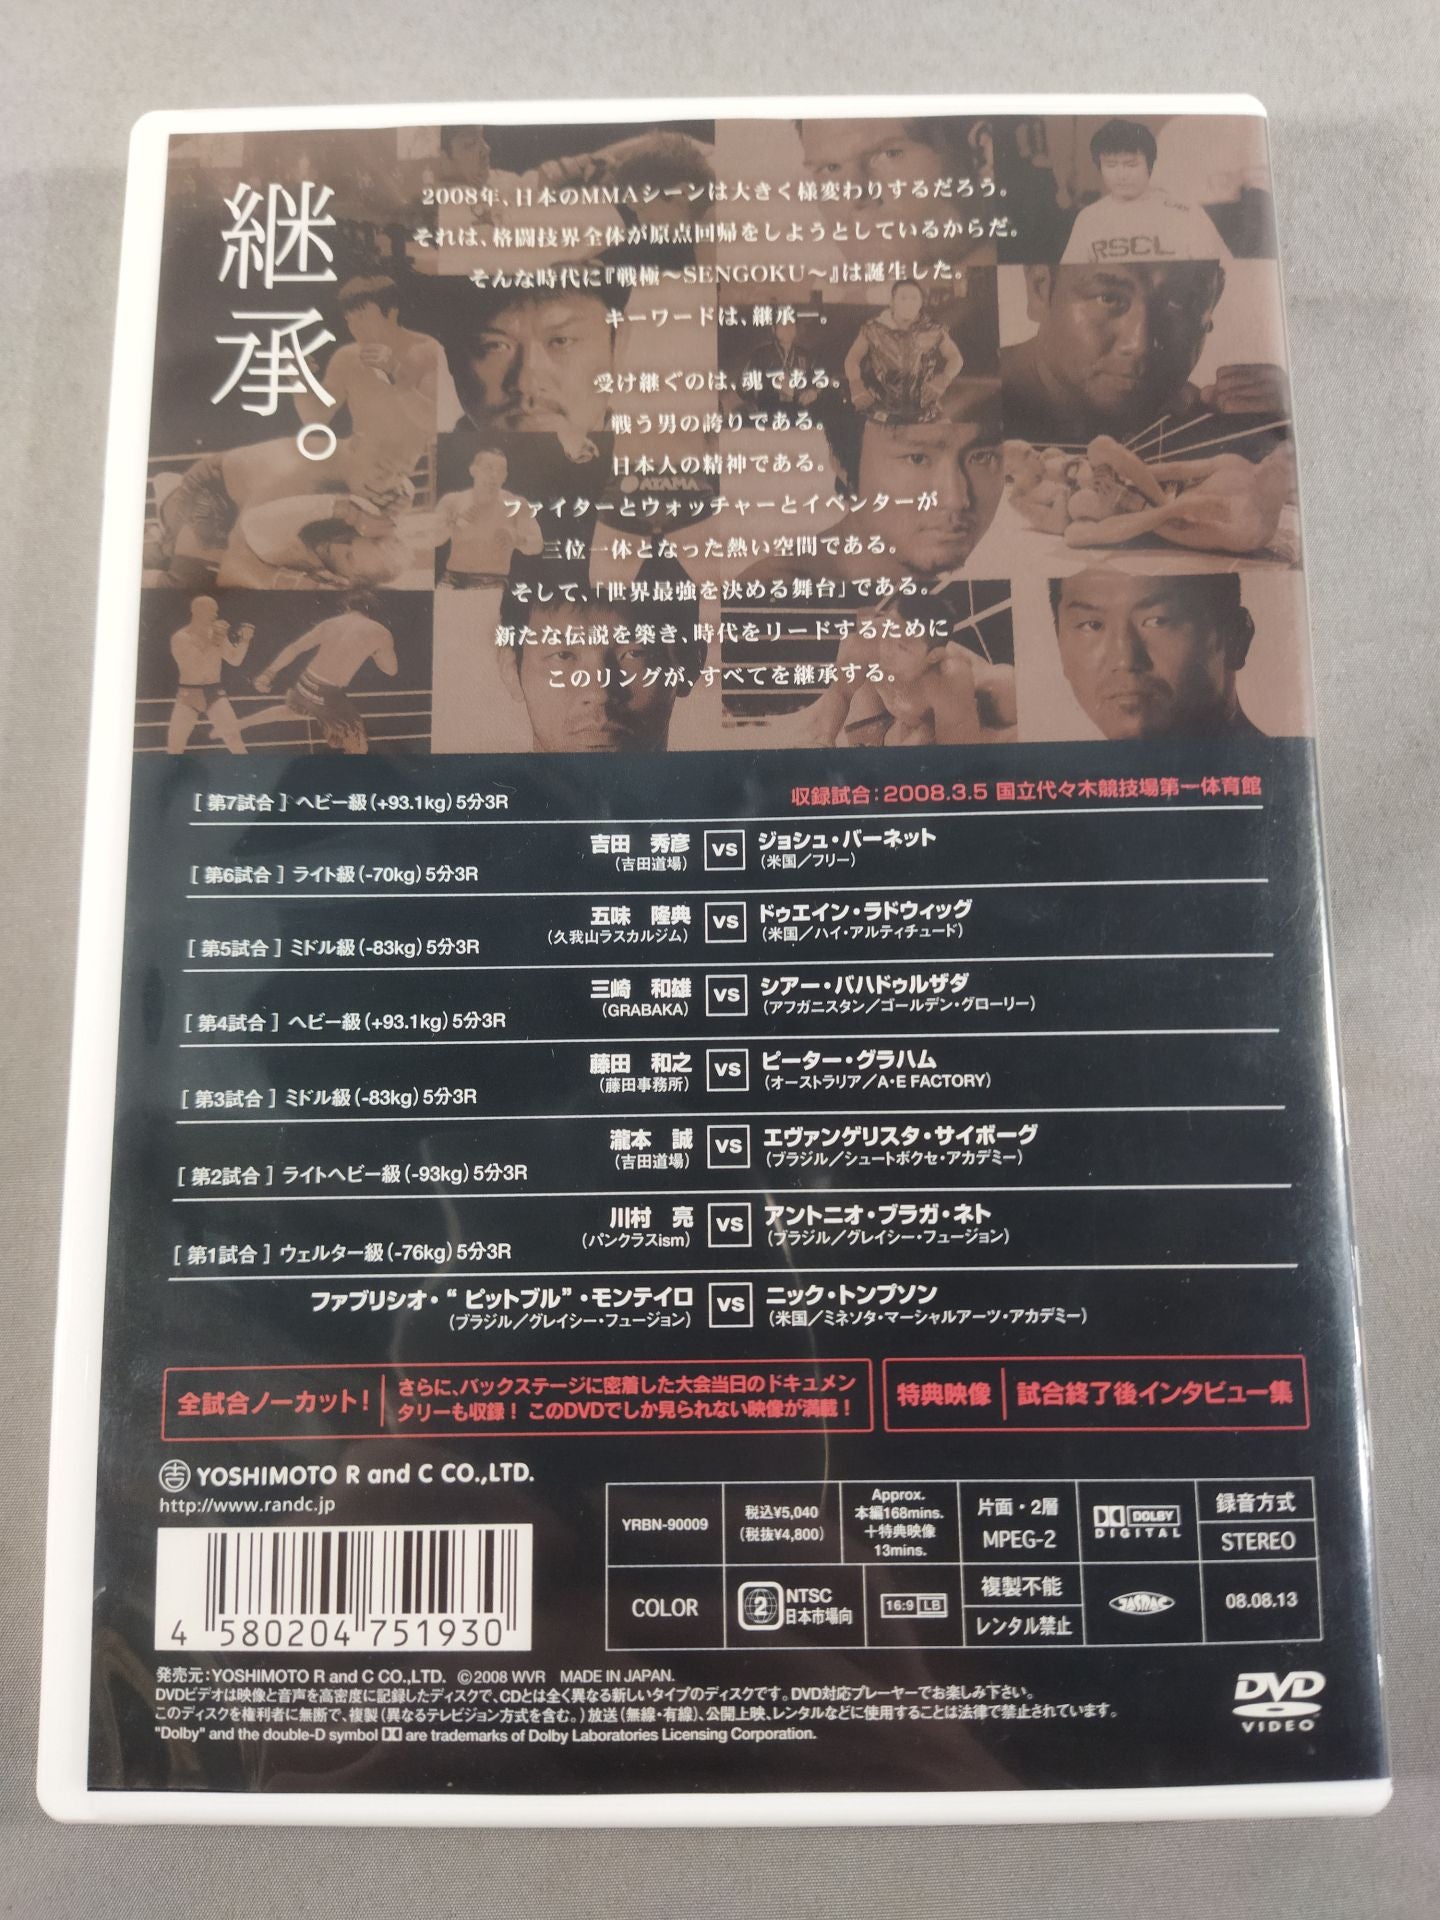 継承。
2008年、日本のMMAシーンは大きく様変わりするだろう。
それは、格闘技界全体が原点回帰をしようとしているからだ。
そんな時代に『戦極～SENGOKU～』は誕生した。
キーワードは、継承―。
受け継ぐのは、魂である。
戦う男の誇りである。
日本人の精神である。
ファイターとウォッチャーとイベンターが
三位一体となった熱い空間である。
そして、「世界最強を決める舞台」である。
新たな伝説を築き、時代をリードするために
このリングが、すべてを継承する。
RSCL
ATAMA
収録試合：2008.3.5 国立代々木競技場第一体育館
［ 第7試合 ］ ヘビー級（+93.1kg）5分3R
吉田 秀彦 vs ジョシュ・バーネット
（吉田道場） （米国／フリー）
［ 第6試合 ］ ライト級（-70kg）5分3R
五味 隆典 vs ドゥエイン・ラドウィッグ
（久我山ラスカルジム） （米国／ハイ・アルティチュード）
［ 第5試合 ］ ミドル級（-83kg）5分3R
三崎 和雄 vs シアー・バハドゥルザダ
（GRABAKA） （アフガニスタン／ゴールデン・グローリー）
［ 第4試合 ］ ヘビー級（+93.1kg）5分3R
藤田 和之 vs ピーター・グラハム
（藤田事務所） （オーストラリア／A・E FACTORY）
［ 第3試合 ］ ミドル級（-83kg）5分3R
瀧本 誠 vs エヴァンゲリスタ・サイボーグ
（吉田道場） （ブラジル／シュートボクセ・アカデミー）
［ 第2試合 ］ ライトヘビー級（-93kg）5分3R
川村 亮 vs アントニオ・ブラガ・ネト
（パンクラスism） （ブラジル／グレイシー・フュージョン）
［ 第1試合 ］ ウェルター級（-76kg）5分3R
ファブリシオ・“ ピットブル”・モンテイロ vs ニック・トンプソン
（ブラジル／グレイシー・フュージョン） （米国／ミネソタ・マーシャルアーツ・アカデミー）
全試合ノーカット！
さらに、バックステージに密着した大会当日のドキュメン
タリーも収録！ このDVDでしか見られない映像が満載！
特典映像 試合終了後インタビュー集
吉 YOSHIMOTO R and C CO.,LTD.
http://www.randc.jp
4 580204 751930
YRBN-90009
税込¥5,040
（税抜¥4,800）
Approx.
本編168mins.
＋特典映像
13mins.
片面・2層
MPEG-2
DOLBY
DIGITAL
録音方式
STEREO
COLOR
2 NTSC
日本市場向
16:9 LB
複製不能
レンタル禁止
JASRAC
08.08.13
発売元：YOSHIMOTO R and C CO.,LTD. ©2008 WVR MADE IN JAPAN.
DVDビデオは映像と音声を高密度に記録したディスクで、CDとは全く異なる新しいタイプのディスクです。DVD対応プレーヤーでお楽しみ下さい。
このディスクを権利者に無断で、複製（異なるテレビジョン方式を含む。）放送（無線・有線）、公開上映、レンタルなどに使用することは法律で禁止されています。
"Dolby" and the double-D symbol are trademarks of Dolby Laboratories Licensing Corporation.
DVD
VIDEO